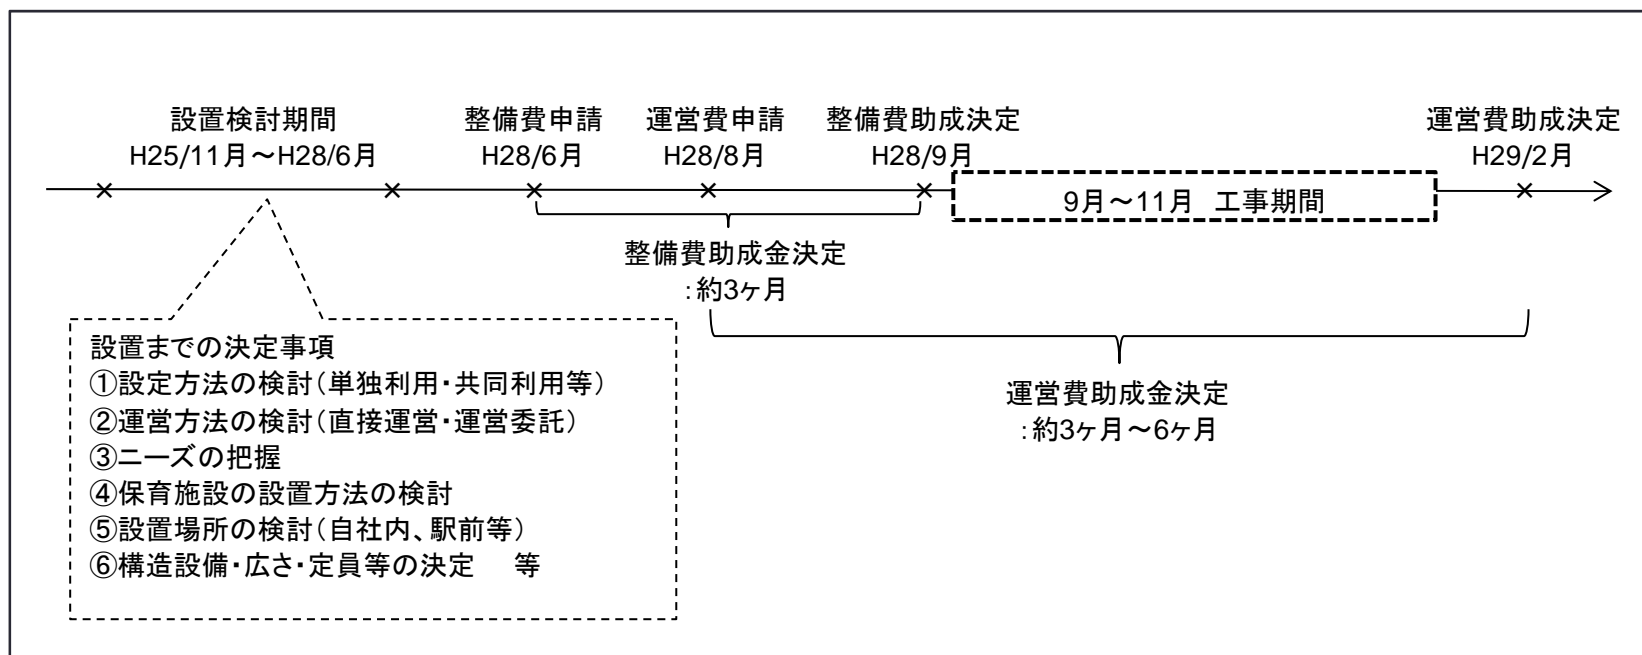 設置検討期間
H25/11月～H28/6月
整備費申請
H28/6月
運営費申請
H28/8月
整備費助成決定
H28/9月
運営費助成決定
H29/2月
9月～11月　工事期間
整備費助成金決定
：約3ヶ月
運営費助成金決定
：約3ヶ月～6ヶ月
設置までの決定事項
①設定方法の検討（単独利用・共同利用等）
②運営方法の検討（直接運営・運営委託）
③ニーズの把握
④保育施設の設置方法の検討
⑤設置場所の検討（自社内、駅前等）
⑥構造設備・広さ・定員等の決定　等